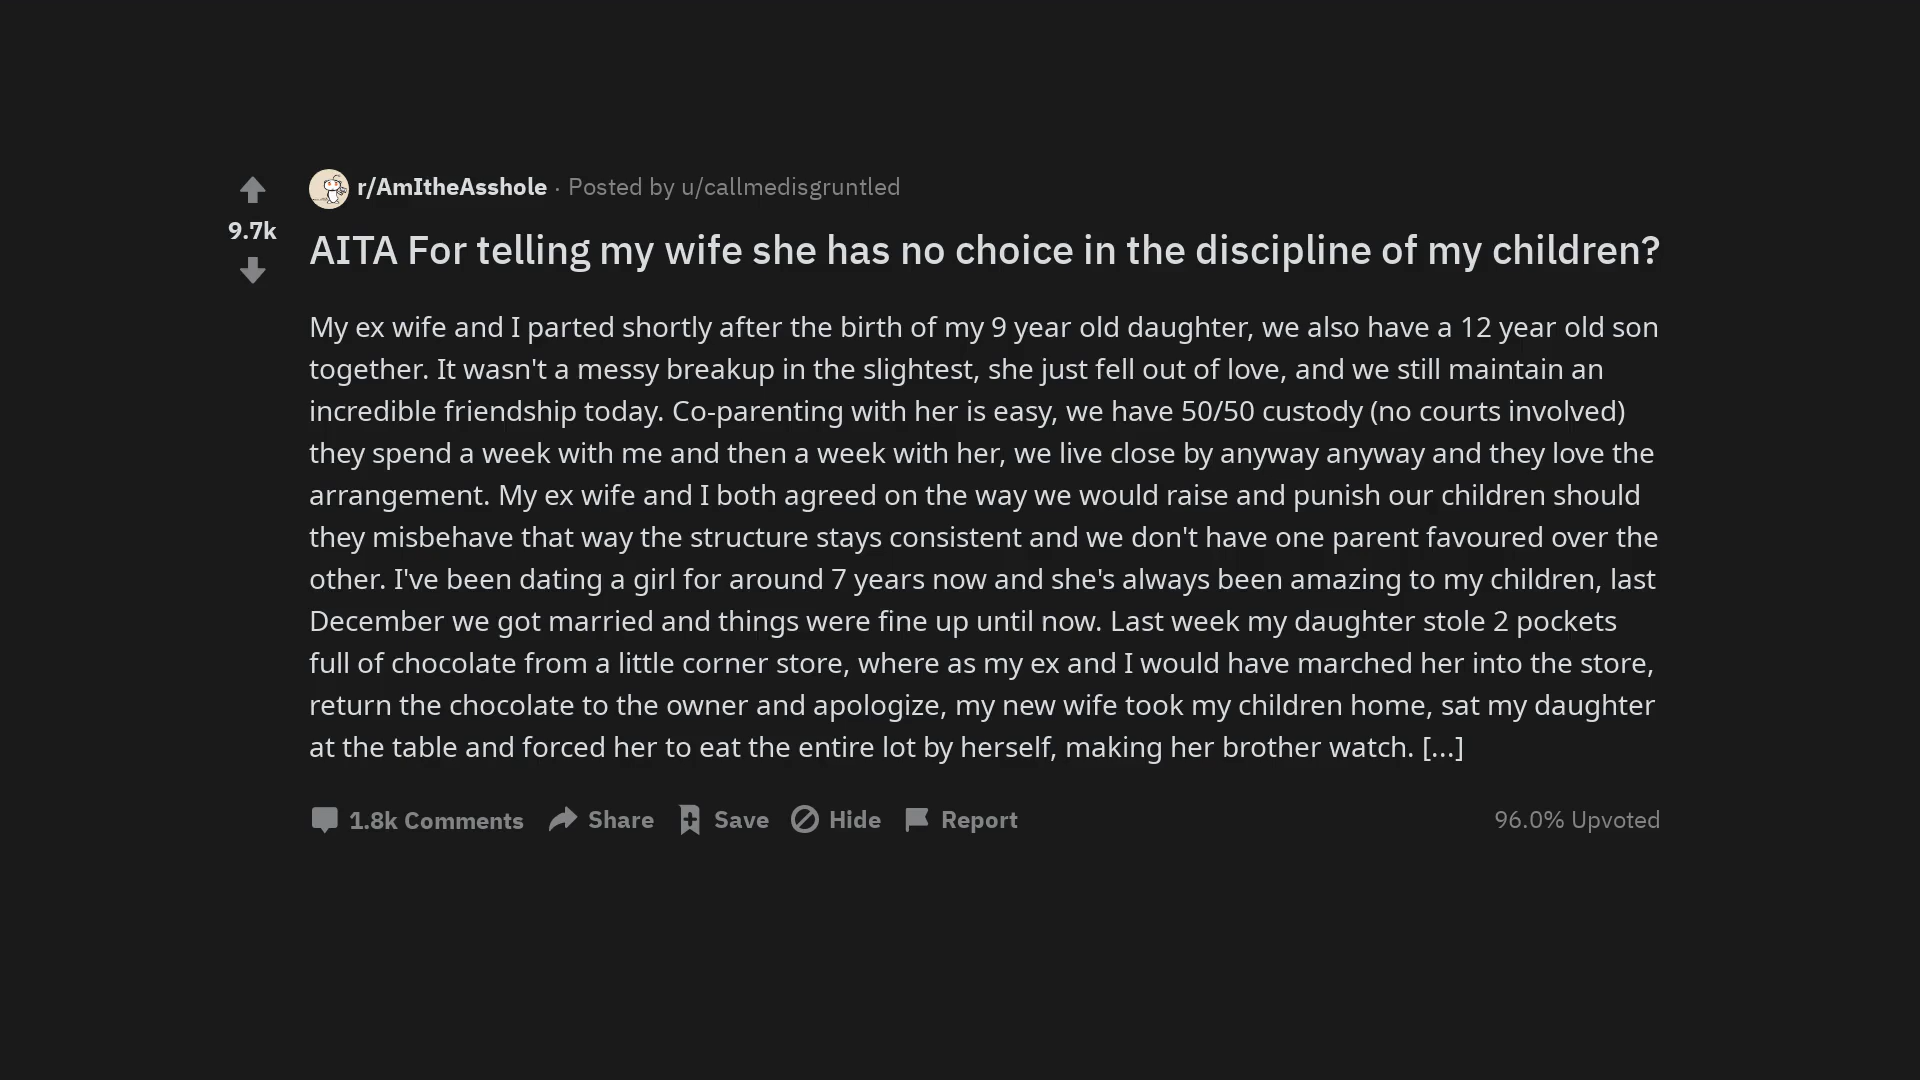 r/AmItheAsshole · Posted by u/callmedisgruntled
9.7k
AITA For telling my wife she has no choice in the discipline of my children?
My ex wife and I parted shortly after the birth of my 9 year old daughter, we also have a 12 year old son
together. It wasn't a messy breakup in the slightest, she just fell out of love, and we still maintain an
incredible friendship today. Co-parenting with her is easy, we have 50/50 custody (no courts involved)
they spend a week with me and then a week with her, we live close by anyway anyway and they love the
arrangement. My ex wife and I both agreed on the way we would raise and punish our children should
they misbehave that way the structure stays consistent and we don't have one parent favoured over the
other. I've been dating a girl for around 7 years now and she's always been amazing to my children, last
December we got married and things were fine up until now. Last week my daughter stole 2 pockets
full of chocolate from a little corner store, where as my ex and I would have marched her into the store,
return the chocolate to the owner and apologize, my new wife took my children home, sat my daughter
at the table and forced her to eat the entire lot by herself, making her brother watch. [...]
1.8k Comments Share Save Hide Report 96.0% Upvoted